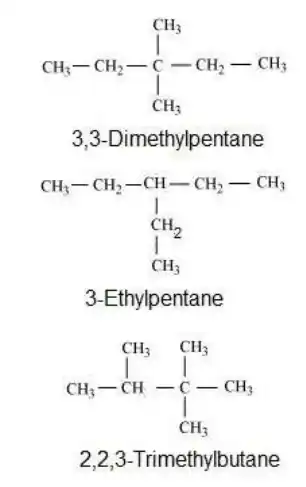 CH₃
CH₃—CH₂—C—CH₂—CH₃
CH₃
3,3-Dimethylpentane
CH₃—CH₂—CH—CH₂—CH₃
CH₂
CH₃
3-Ethylpentane
CH₃ CH₃
CH₃—CH—C—CH₃
CH₃
2,2,3-Trimethylbutane